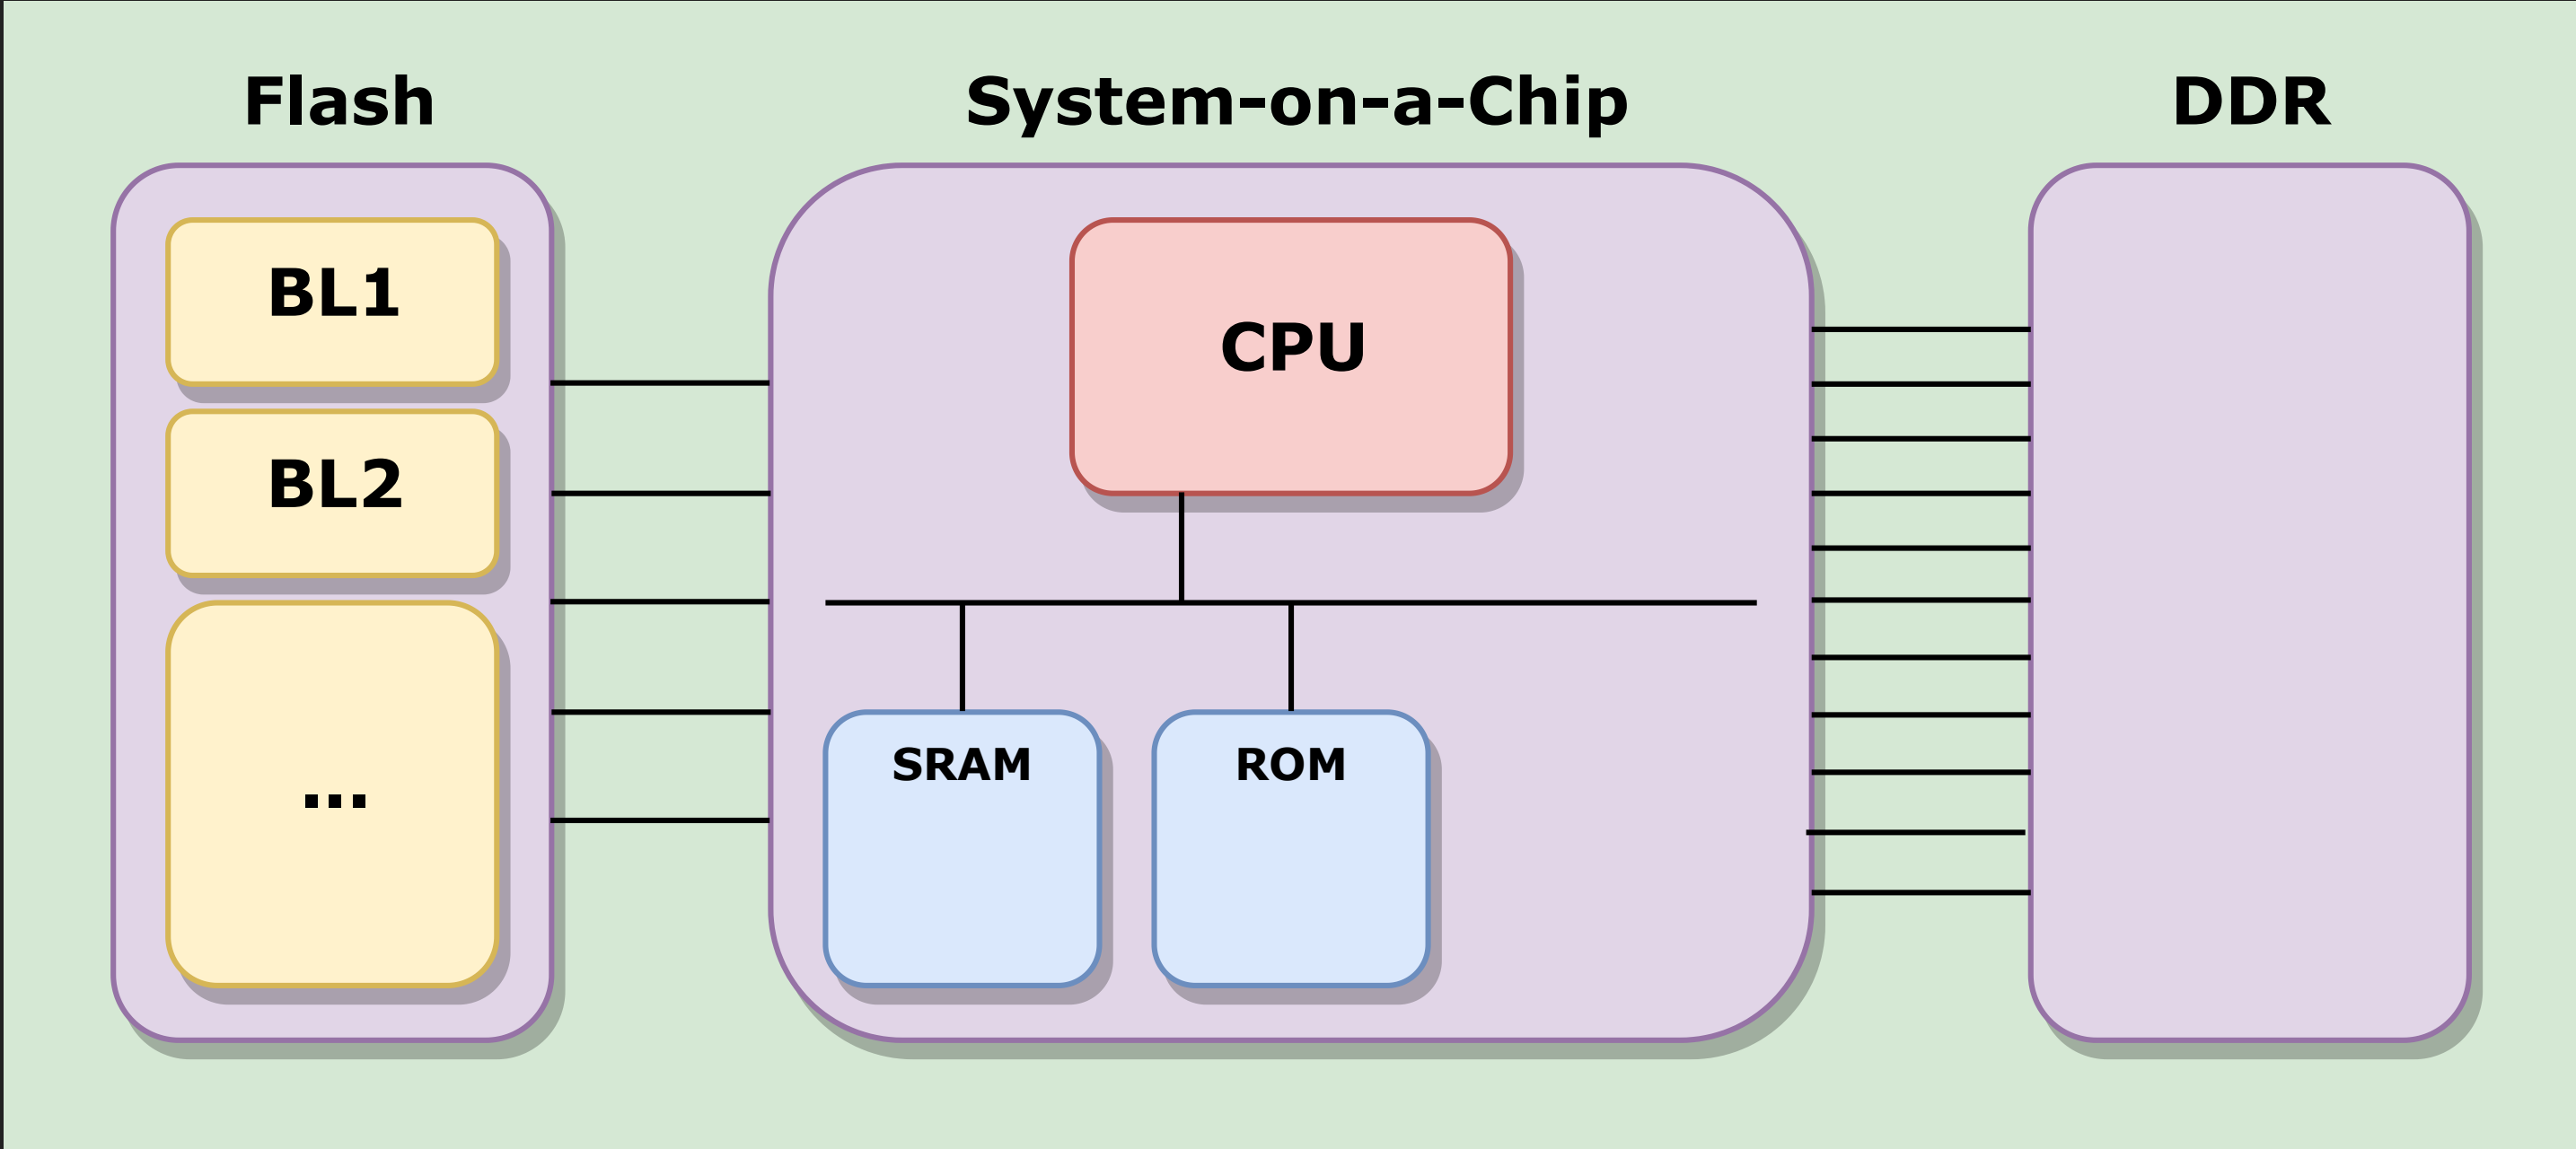 Flash
System-on-a-Chip
DDR
BL1
BL2
...
CPU
SRAM
ROM